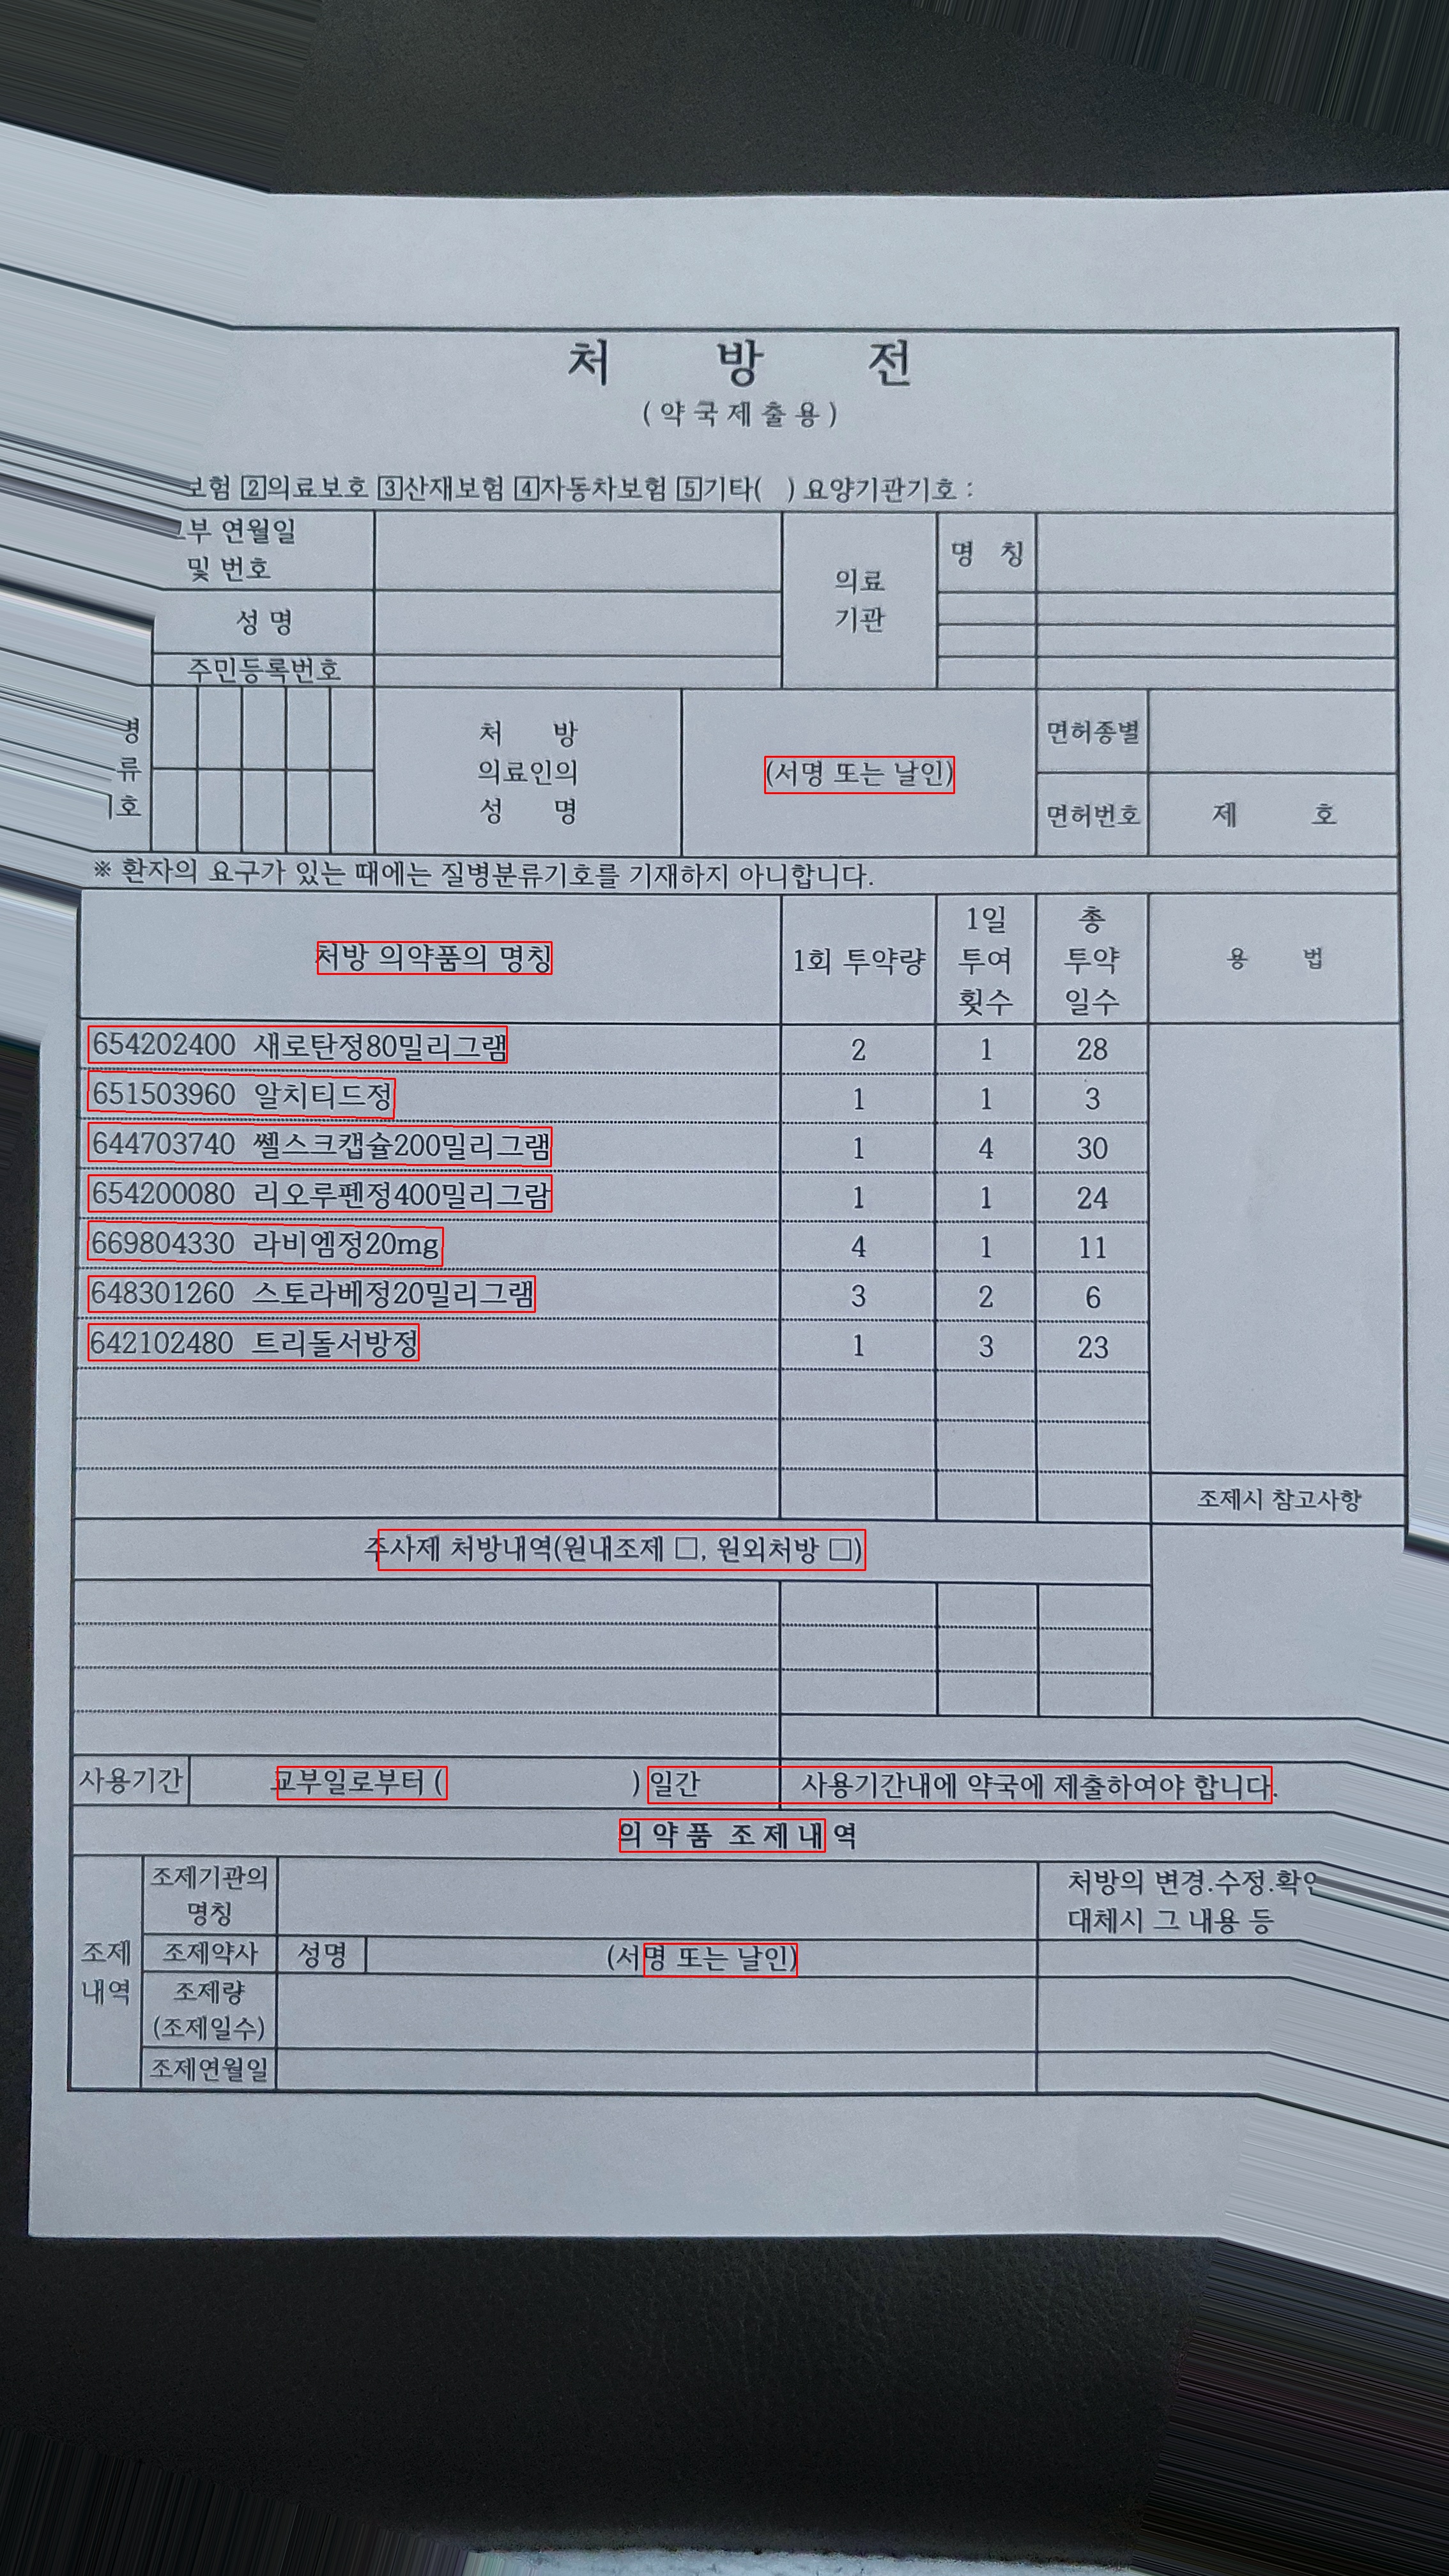 처 방 전
(약국제출용)
보험 2의료보호 3산재보험 4자동차보험 5기타( ) 요양기관기호 :
부 연월일
및 번호
의료
기관
명 칭
성 명
주민등록번호
류
호
처 방
의료인의
성 명
(서명 또는 날인)
면허종별
면허번호
제 호
※ 환자의 요구가 있는 때에는 질병분류기호를 기재하지 아니합니다.
처방 의약품의 명칭
1회 투약량
1일
투여
횟수
총
투약
일수
용 법
654202400 새로탄정80밀리그램 2 1 28
651503960 알치티드정 1 1 3
644703740 쎌스크캡슐200밀리그램 1 4 30
654200080 리오루펜정400밀리그람 1 1 24
669804330 라비엠정20mg 4 1 11
648301260 스토라베정20밀리그램 3 2 6
642102480 트리돌서방정 1 3 23
조제시 참고사항
주사제 처방내역(원내조제 □, 원외처방 □)
사용기간 교부일로부터 ( ) 일간 사용기간내에 약국에 제출하여야 합니다.
의 약 품 조 제 내 역
조제
내역
조제기관의
명칭
처방의 변경.수정.확인
대체시 그 내용 등
조제약사 성명 (서명 또는 날인)
조제량
(조제일수)
조제연월일